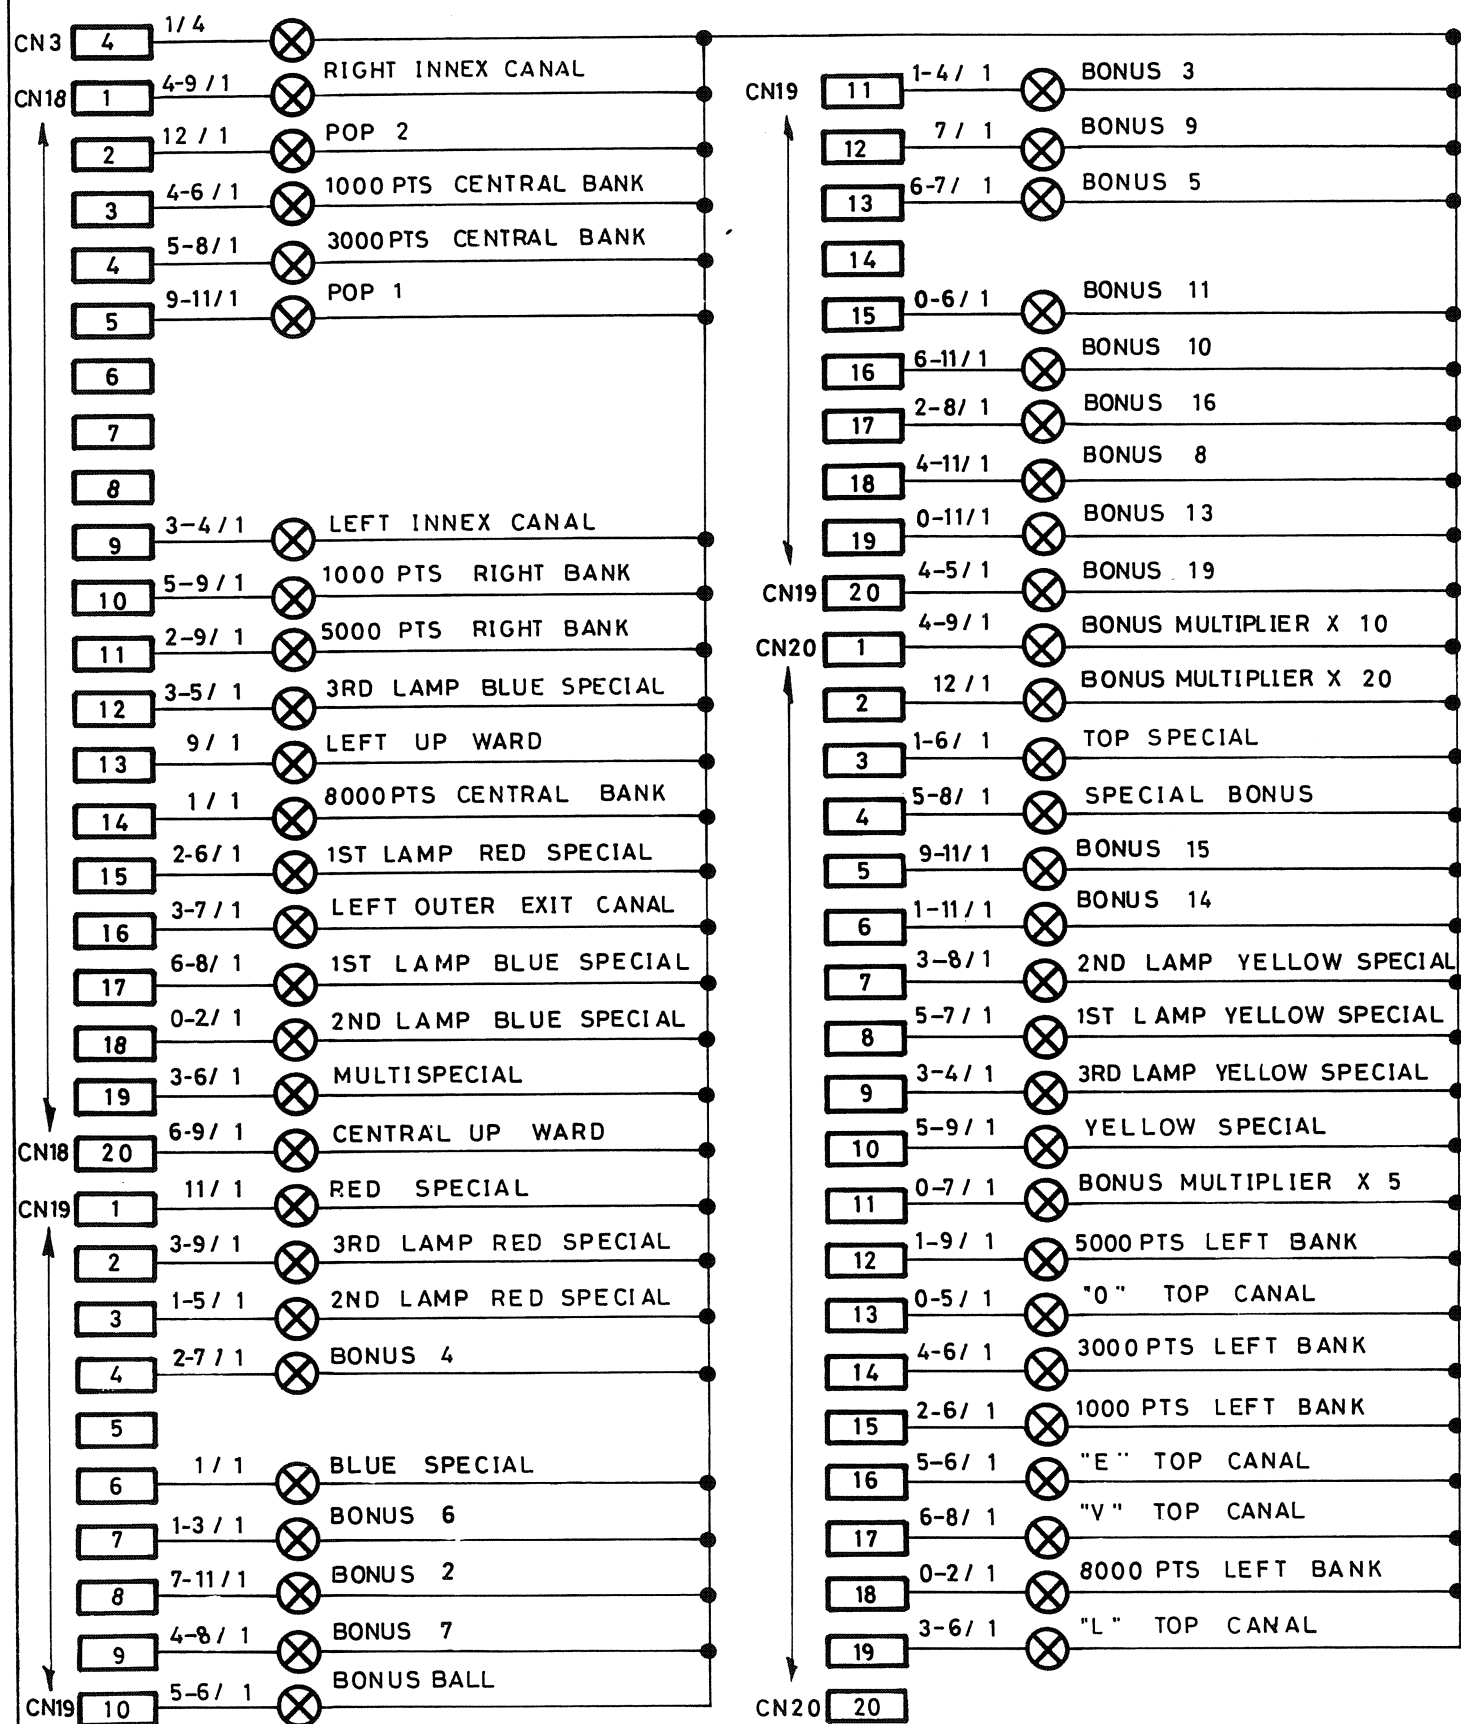 CN3 4 1/4
CN18 1 4-9/1 RIGHT INNEX CANAL
2 12/1 POP 2
3 4-6/1 1000 PTS CENTRAL BANK
4 5-8/1 3000 PTS CENTRAL BANK
5 9-11/1 POP 1
6
7
8
9 3-4/1 LEFT INNEX CANAL
10 5-9/1 1000 PTS RIGHT BANK
11 2-9/1 5000 PTS RIGHT BANK
12 3-5/1 3RD LAMP BLUE SPECIAL
13 9/1 LEFT UP WARD
14 1/1 8000 PTS CENTRAL BANK
15 2-6/1 1ST LAMP RED SPECIAL
16 3-7/1 LEFT OUTER EXIT CANAL
17 6-8/1 1ST LAMP BLUE SPECIAL
18 0-2/1 2ND LAMP BLUE SPECIAL
19 3-6/1 MULTISPECIAL
CN18 20 6-9/1 CENTRAL UP WARD
CN19 1 11/1 RED SPECIAL
2 3-9/1 3RD LAMP RED SPECIAL
3 1-5/1 2ND LAMP RED SPECIAL
4 2-7/1 BONUS 4
5
6 1/1 BLUE SPECIAL
7 1-3/1 BONUS 6
8 7-11/1 BONUS 2
9 4-8/1 BONUS 7
CN19 10 5-6/1 BONUS BALL
CN19 11 1-4/1 BONUS 3
12 7/1 BONUS 9
13 6-7/1 BONUS 5
14
15 0-6/1 BONUS 11
16 6-11/1 BONUS 10
17 2-8/1 BONUS 16
18 4-11/1 BONUS 8
19 0-11/1 BONUS 13
CN19 20 4-5/1 BONUS 19
CN20 1 4-9/1 BONUS MULTIPLIER X 10
2 12/1 BONUS MULTIPLIER X 20
3 1-6/1 TOP SPECIAL
4 5-8/1 SPECIAL BONUS
5 9-11/1 BONUS 15
6 1-11/1 BONUS 14
7 3-8/1 2ND LAMP YELLOW SPECIAL
8 5-7/1 1ST LAMP YELLOW SPECIAL
9 3-4/1 3RD LAMP YELLOW SPECIAL
10 5-9/1 YELLOW SPECIAL
11 0-7/1 BONUS MULTIPLIER X 5
12 1-9/1 5000 PTS LEFT BANK
13 0-5/1 "O" TOP CANAL
14 4-6/1 3000 PTS LEFT BANK
15 2-6/1 1000 PTS LEFT BANK
16 5-6/1 "E" TOP CANAL
17 6-8/1 "V" TOP CANAL
18 0-2/1 8000 PTS LEFT BANK
19 3-6/1 "L" TOP CANAL
CN20 20